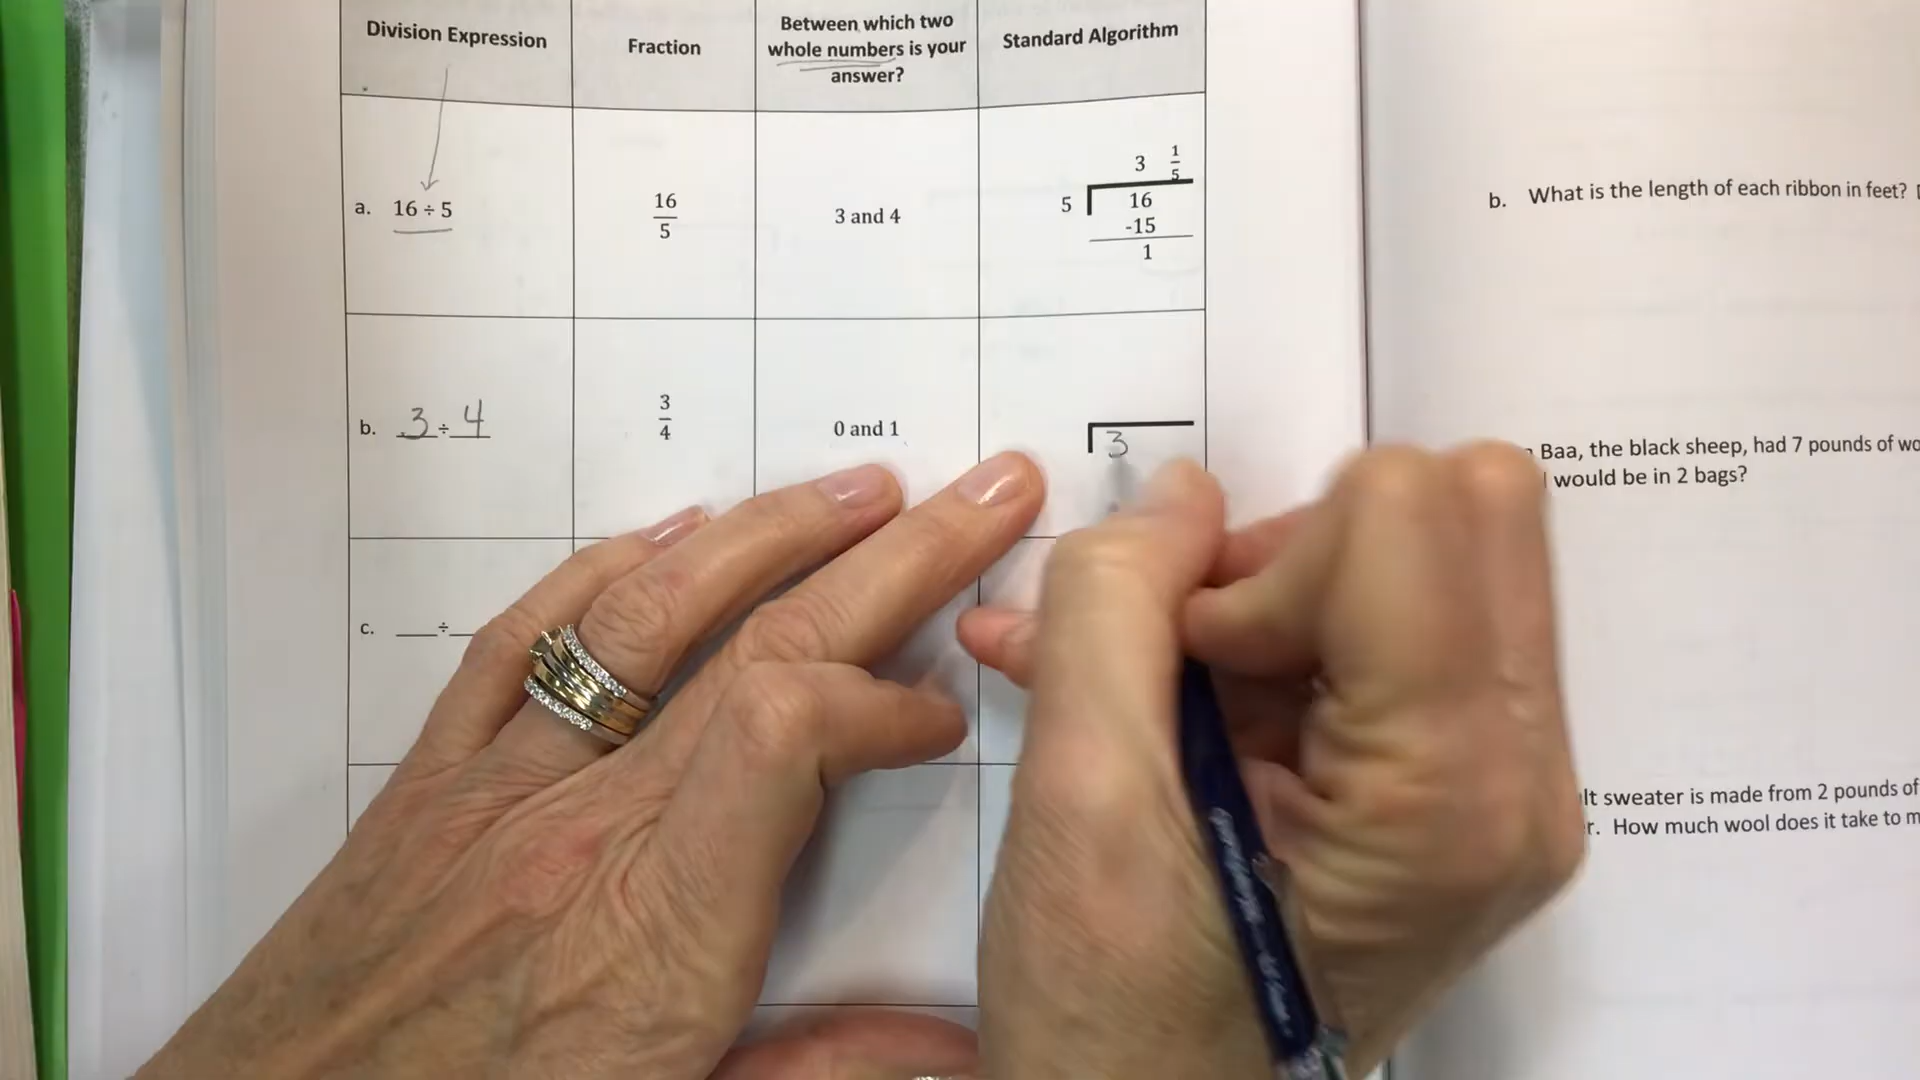 Division Expression
Fraction
Between which two
whole numbers is your
answer?
Standard Algorithm
a. 16 ÷ 5
16
5
3 and 4
3 1
5
5 16
-15
1
b. 3 ÷ 4
3
4
0 and 1
3
c. ___÷__
b. What is the length of each ribbon in feet?
Baa, the black sheep, had 7 pounds of
would be in 2 bags?
sweater is made from 2 pounds of
How much wool does it take to